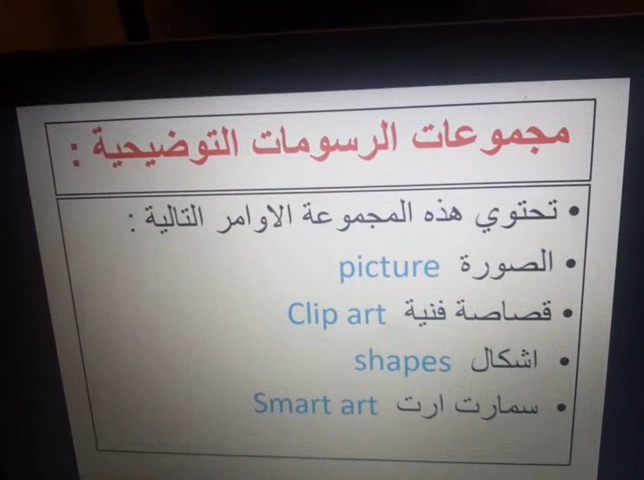 مجموعات الرسومات التوضيحية :
• تحتوي هذه المجموعة الاوامر التالية :
• الصورة picture
• قصاصة فنية Clip art
• اشكال shapes
• سمارت ارت Smart art